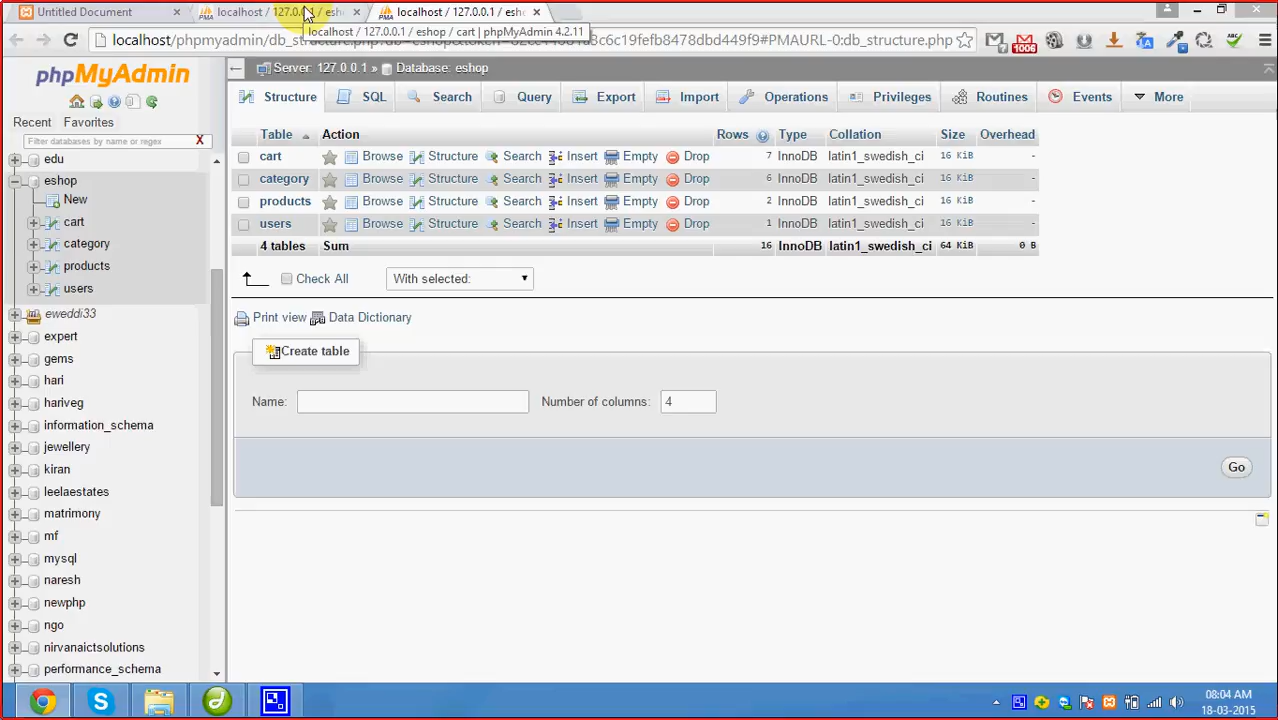 Untitled Document
localhost / 127.0.0.1 / esh
localhost / 127.0.0.1 / esh
localhost / 127.0.0.1 / eshop / cart | phpMyAdmin 4.2.11
1006
phpMyAdmin
Recent Favorites
Filter databases by name or regex X
edu
eshop
New
cart
category
products
users
eweddi33
expert
gems
hari
hariveg
information_schema
jewellery
kiran
leelaestates
matrimony
mf
mysql
naresh
newphp
ngo
nirvanaictsolutions
performance_schema
Server: 127.0.0.1 » Database: eshop
Structure SQL Search Query Export Import Operations Privileges Routines Events More
Table Action Rows Type Collation Size Overhead
cart Browse Structure Search Insert Empty Drop 7 InnoDB latin1_swedish_ci 16 KiB -
category Browse Structure Search Insert Empty Drop 6 InnoDB latin1_swedish_ci 16 KiB -
products Browse Structure Search Insert Empty Drop 2 InnoDB latin1_swedish_ci 16 KiB -
users Browse Structure Search Insert Empty Drop 1 InnoDB latin1_swedish_ci 16 KiB -
4 tables Sum 16 InnoDB latin1_swedish_ci 64 KiB 0 B
Check All With selected:
Print view Data Dictionary
Create table
Name: Number of columns: 4
Go
08:04 AM
18-03-2015